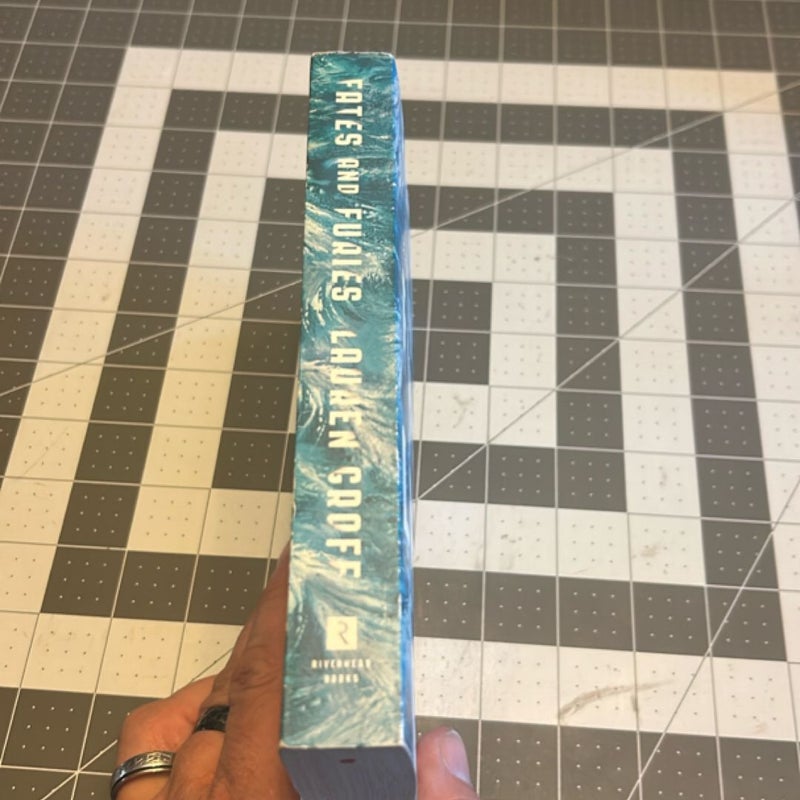 FATES AND FURIES LAUREN GROFF
R
RIVERHEAD
BOOKS